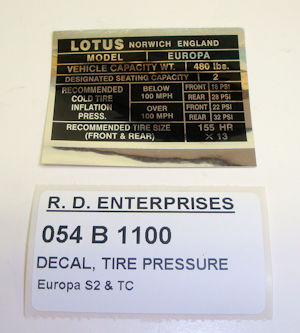 LOTUS NORWICH ENGLAND
MODEL EUROPA
VEHICLE CAPACITY WT. 480 lbs.
DESIGNATED SEATING CAPACITY 2
RECOMMENDED COLD TIRE INFLATION PRESS.
BELOW 100 MPH FRONT 18 PSI
REAR 28 PSI
OVER 100 MPH FRONT 22 PSI
REAR 32 PSI
RECOMMENDED TIRE SIZE (FRONT & REAR) 155 HR X 13
R. D. ENTERPRISES
054 B 1100
DECAL, TIRE PRESSURE
Europa S2 & TC